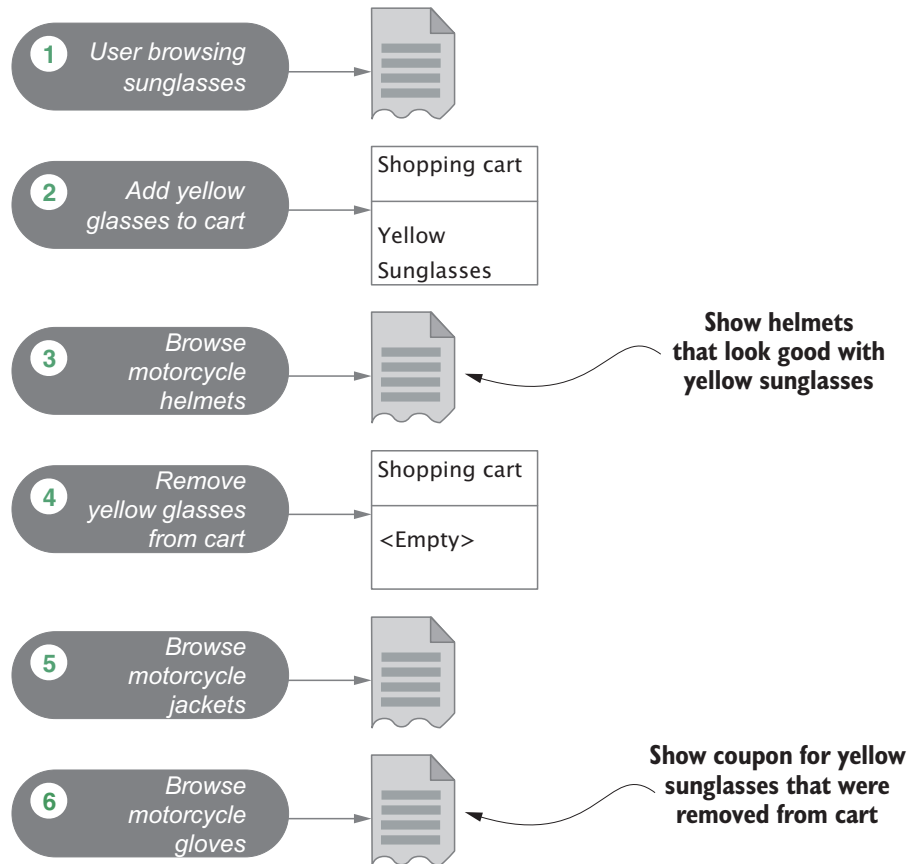 1
User browsing
sunglasses
2
Add yellow
glasses to cart
Shopping cart
Yellow
Sunglasses
3
Browse
motorcycle
helmets
Show helmets
that look good with
yellow sunglasses
4
Remove
yellow glasses
from cart
Shopping cart
<Empty>
5
Browse
motorcycle
jackets
6
Browse
motorcycle
gloves
Show coupon for yellow
sunglasses that were
removed from cart